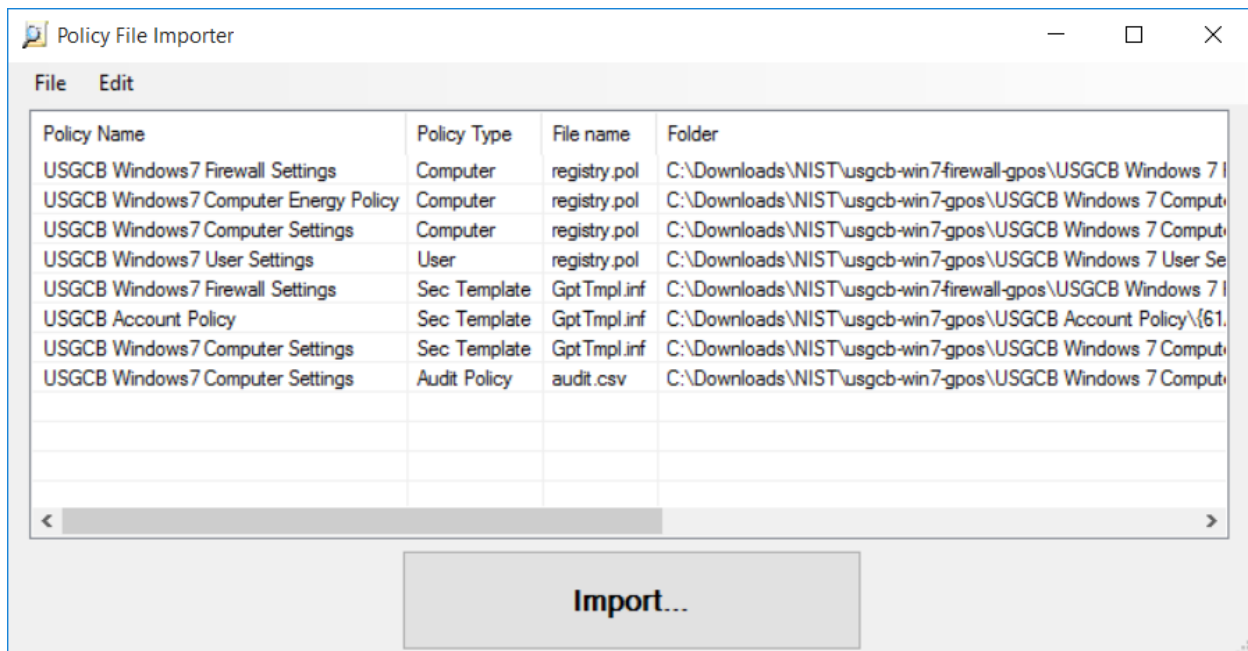 Policy File Importer
File Edit
Policy Name Policy Type File name Folder
USGCB Windows7 Firewall Settings Computer registry.pol C:\Downloads\NIST\usgcb-win7-firewall-gpos\USGCB Windows 7
USGCB Windows7 Computer Energy Policy Computer registry.pol C:\Downloads\NIST\usgcb-win7-gpos\USGCB Windows 7 Comput
USGCB Windows7 Computer Settings Computer registry.pol C:\Downloads\NIST\usgcb-win7-gpos\USGCB Windows 7 Comput
USGCB Windows7 User Settings User registry.pol C:\Downloads\NIST\usgcb-win7-gpos\USGCB Windows 7 User Se
USGCB Windows7 Firewall Settings Sec Template GptTmpl.inf C:\Downloads\NIST\usgcb-win7-firewall-gpos\USGCB Windows 7
USGCB Account Policy Sec Template GptTmpl.inf C:\Downloads\NIST\usgcb-win7-gpos\USGCB Account Policy\{61.
USGCB Windows7 Computer Settings Sec Template GptTmpl.inf C:\Downloads\NIST\usgcb-win7-gpos\USGCB Windows 7 Comput
USGCB Windows7 Computer Settings Audit Policy audit.csv C:\Downloads\NIST\usgcb-win7-gpos\USGCB Windows 7 Comput
Import...